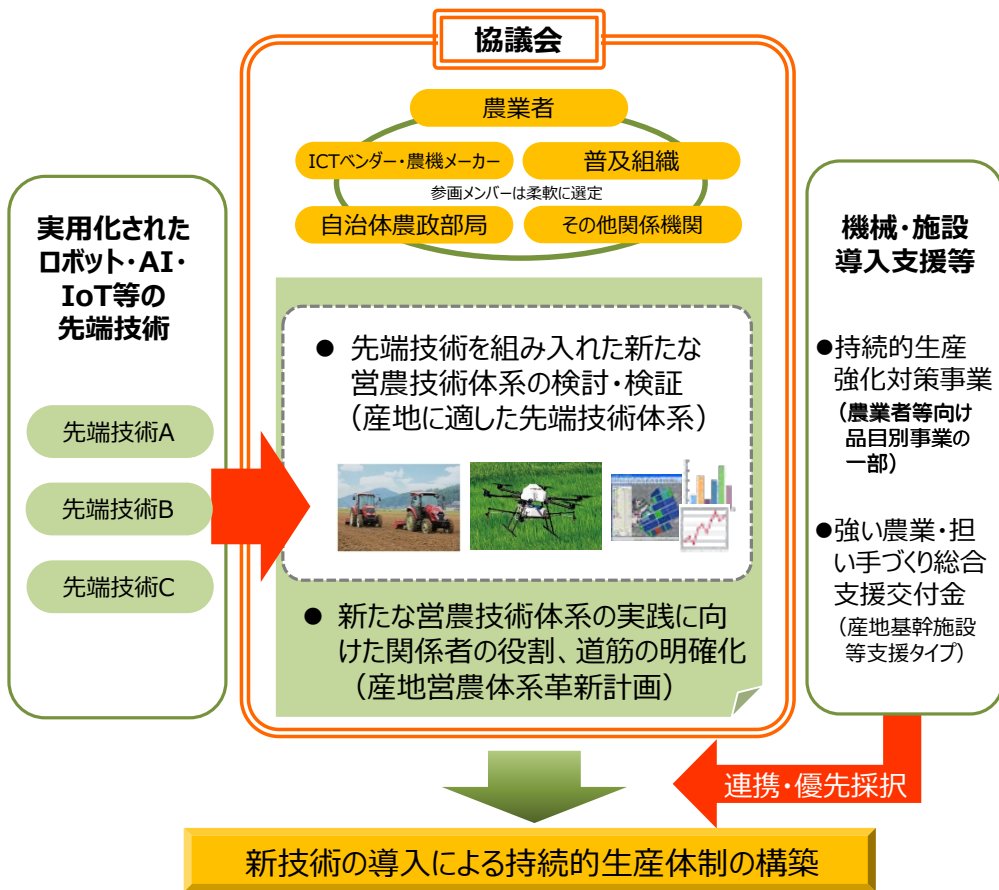 協議会
農業者
ICTベンダー・農機メーカー
普及組織
参画メンバーは柔軟に選定
自治体農政部局
その他関係機関
実用化された
ロボット・AI・
IoT等の
先端技術
先端技術A
先端技術B
先端技術C
● 先端技術を組み入れた新たな
営農技術体系の検討・検証
（産地に適した先端技術体系）
● 新たな営農技術体系の実践に向
けた関係者の役割、道筋の明確化
（産地営農体系革新計画）
機械・施設
導入支援等
●持続的生産
強化対策事業
（農業者等向け
品目別事業の
一部）
●強い農業・担
い手づくり総合
支援交付金
（産地基幹施設
等支援タイプ）
連携・優先採択
新技術の導入による持続的生産体制の構築